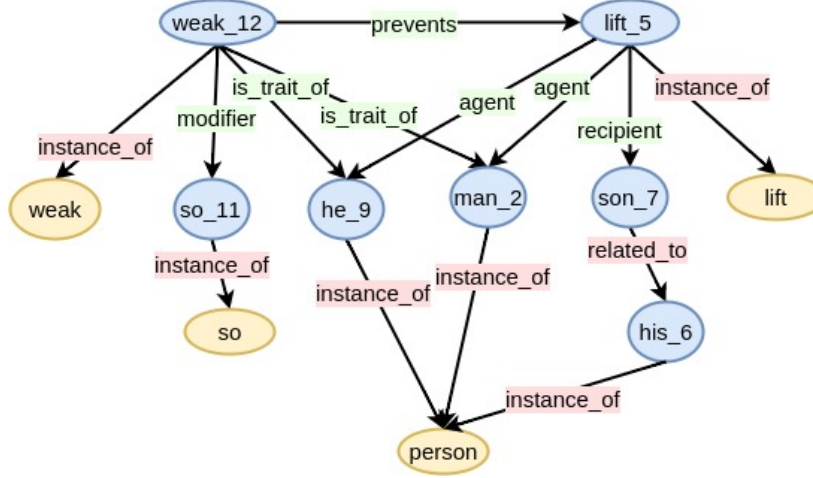 weak_12 prevents lift_5
is_trait_of
is_trait_of
agent
agent
instance_of
modifier
recipient
instance_of
weak
so_11
he_9
man_2
son_7
lift
instance_of
related_to
instance_of
instance_of
so
his_6
instance_of
person